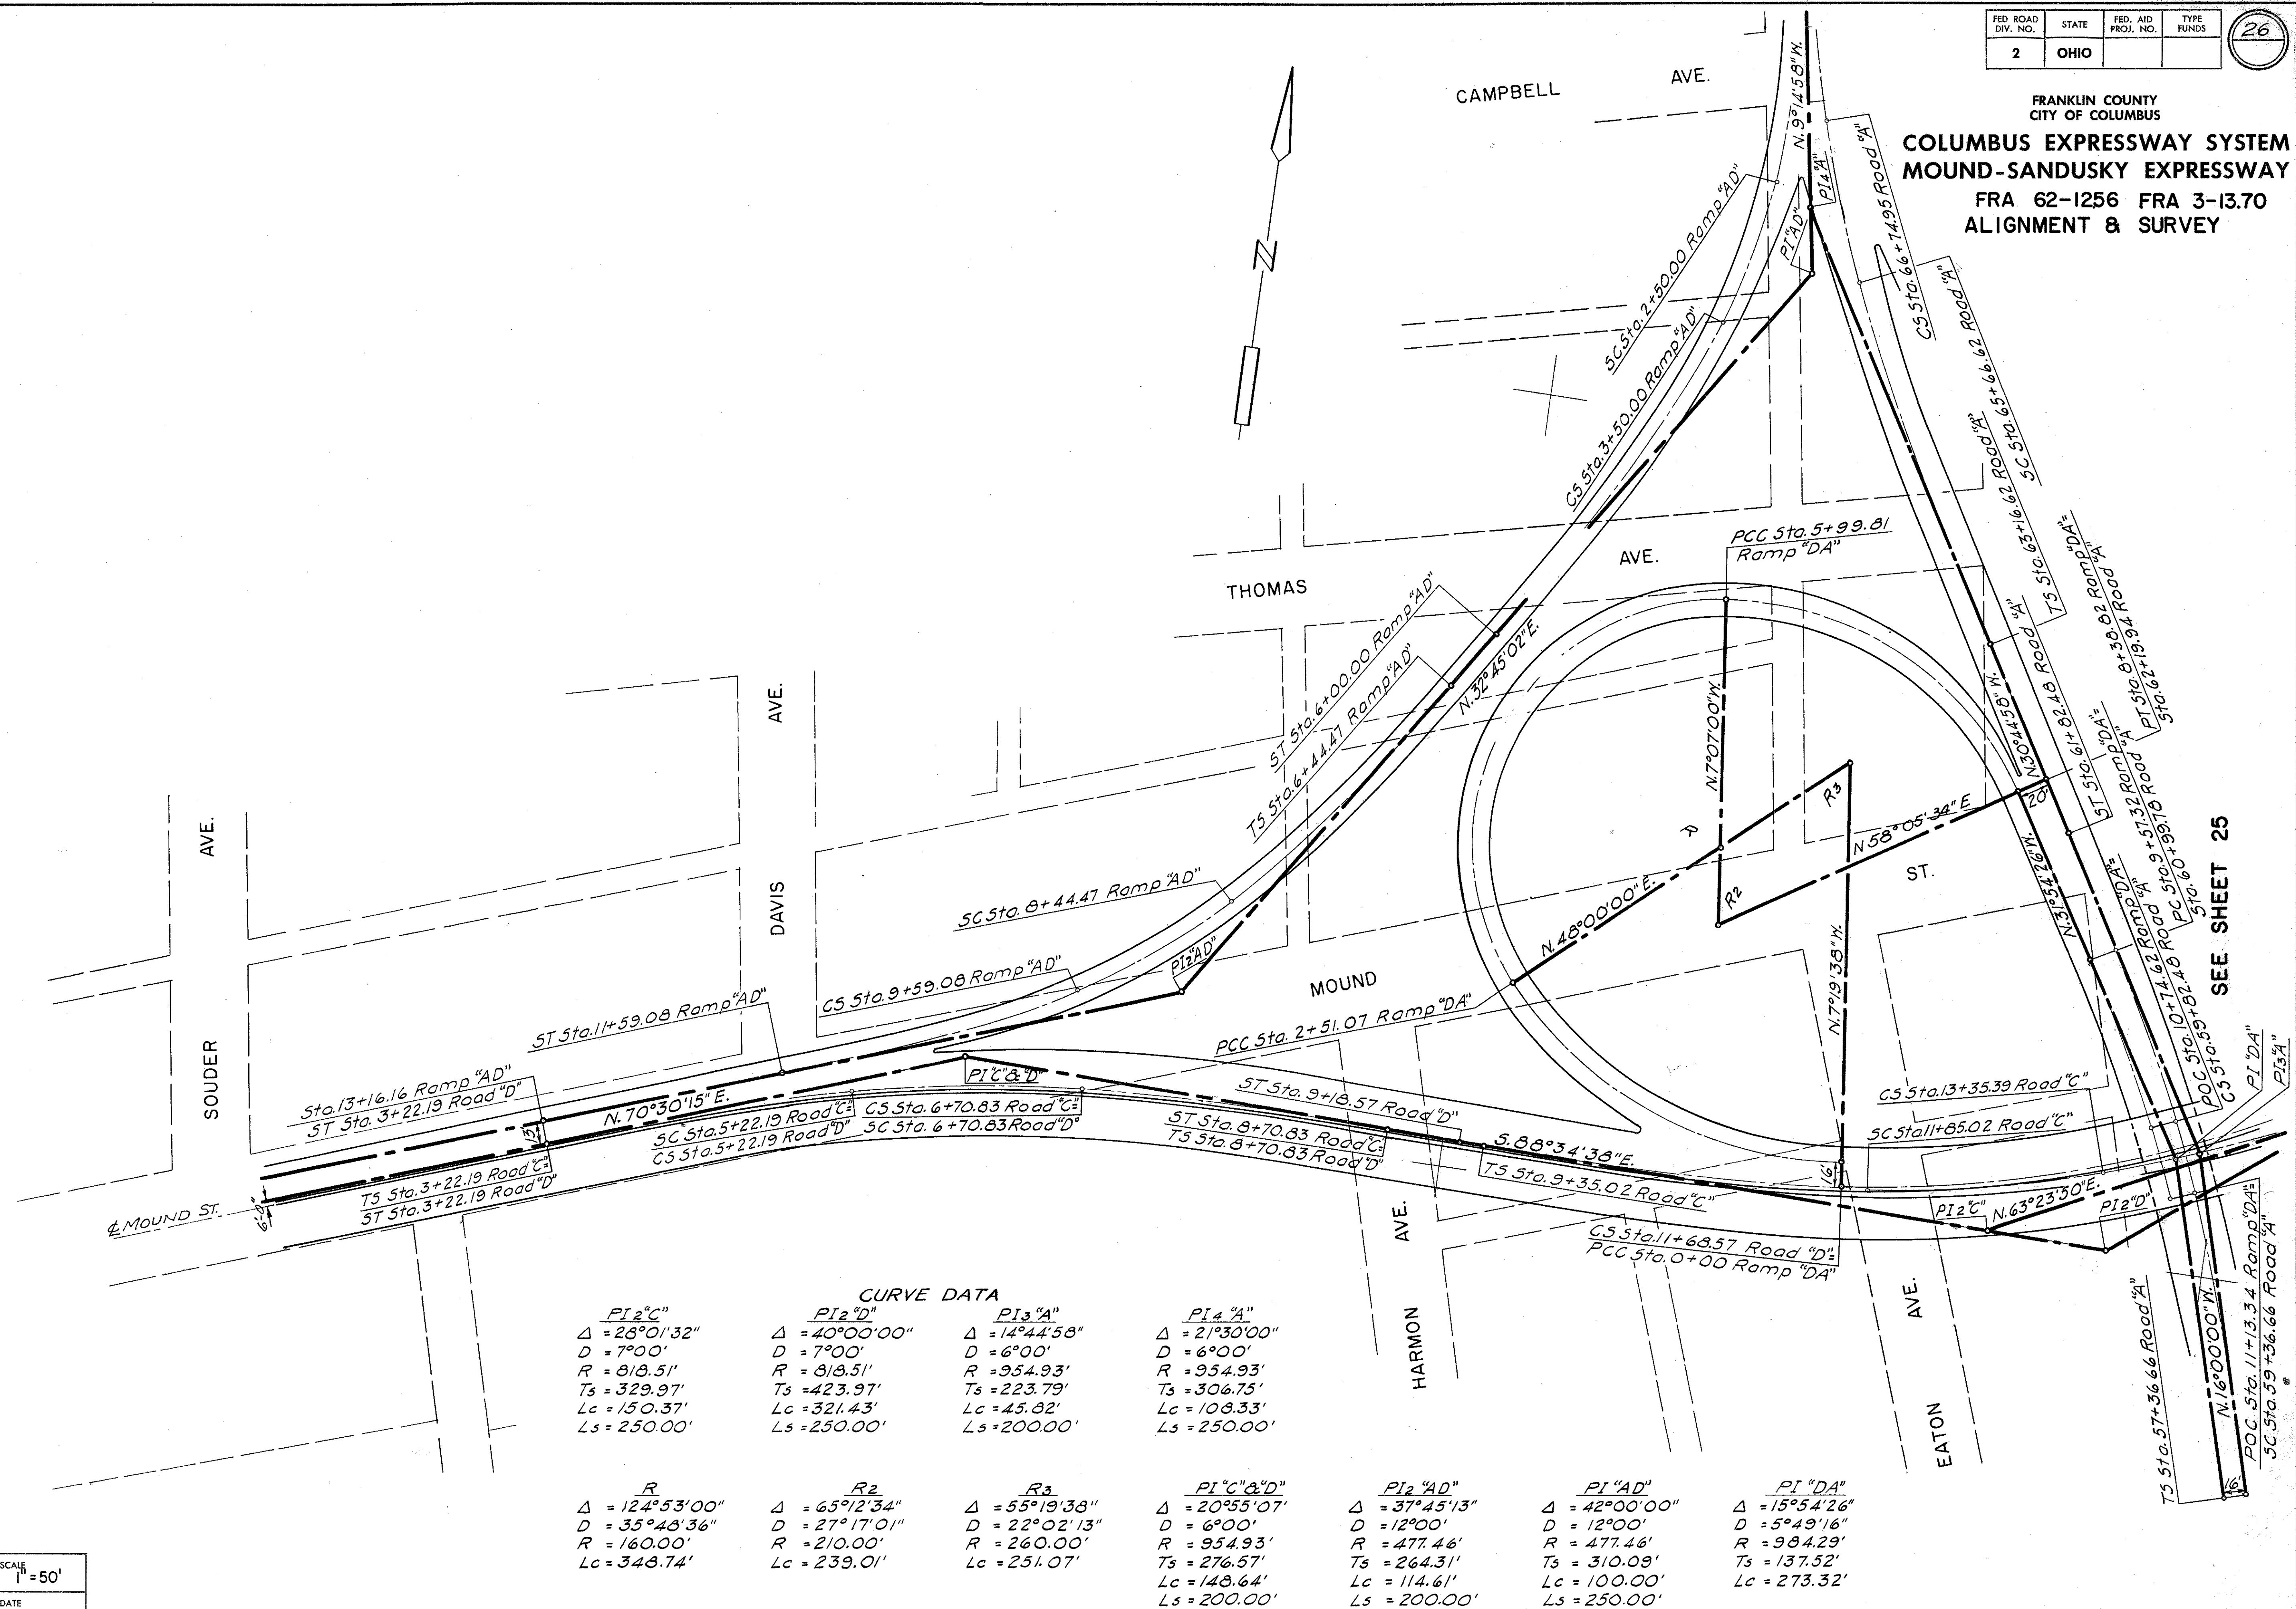 FED ROAD DIV. NO.
STATE
FED. AID PROJ. NO.
TYPE FUNDS
2
OHIO
26
FRANKLIN COUNTY
CITY OF COLUMBUS
COLUMBUS EXPRESSWAY SYSTEM
MOUND-SANDUSKY EXPRESSWAY
FRA 62-1256 FRA 3-13.70
ALIGNMENT & SURVEY
CAMPBELL AVE.
N
N.9°14'58"W.
PI4"A"
PI"AD"
CS Sta. 66+74.95 Road "A"
SC Sta. 65+66.62 Road "A"
SC Sta. 2+50.00 Ramp "AD"
CS Sta. 3+50.00 Ramp "AD"
TS Sta. 63+16.62 Road "A"
PCC Sta. 5+99.81
Ramp "DA"
THOMAS AVE.
ST Sta. 6+00.00 Ramp "AD"
TS Sta. 6+44.47 Ramp "AD"
N.32°45'02"E.
N.7°07'00"W.
N.30°44'58"W.
PT Sta. 8+38.82 Ramp "DA"=
Sta. 62+19.94 Road "A"
ST Sta. 61+82.48 Road "A"
PC Sta. 9+57.32 Ramp "DA"=
Sta. 60+99.78 Road "A"
R
R3
R2
20'
N 58°05'34"E
ST.
N.31°54'26"W.
SEE SHEET 25
AVE.
DAVIS
AVE.
SOUDER
SC Sta. 8+44.47 Ramp "AD"
N.48°00'00"E.
PI2"AD"
CS Sta. 9+59.08 Ramp "AD"
MOUND
N.7°19'38"W.
ST Sta. 11+59.08 Ramp "AD"
PCC Sta. 2+51.07 Ramp "DA"
POC Sta. 10+74.62 Ramp "DA"=
CS Sta. 59+82.48 Road "A"
PI "DA"
PI3"A"
Sta. 13+16.16 Ramp "AD"
ST Sta. 3+22.19 Road "D"
PI"C"&"D"
N.70°30'15"E.
13'
SC Sta. 5+22.19 Road "C"=
CS Sta. 5+22.19 Road "D"
CS Sta. 6+70.83 Road "C"=
SC Sta. 6+70.83 Road "D"
ST Sta. 9+18.57 Road "D"
ST Sta. 8+70.83 Road "C"=
TS Sta. 8+70.83 Road "D"
S.88°34'38"E.
CS Sta. 13+35.39 Road "C"
SC Sta. 11+85.02 Road "C"
TS Sta. 3+22.19 Road "C"=
ST Sta. 3+22.19 Road "D"
TS Sta. 9+35.02 Road "C"
16'
PI2"C"
N.63°23'50"E.
PI2"D"
℄ MOUND ST.
6'-0"
CS Sta. 11+68.57 Road "D"=
PCC Sta. 0+00 Ramp "DA"
HARMON AVE.
EATON AVE.
TS Sta. 57+36.66 Road "A"
N.16°00'00"W.
16'
POC Sta. 11+13.34 Ramp "DA"=
SC Sta. 59+36.66 Road "A"
CURVE DATA
PI2"C"
Δ = 28°01'32"
D = 7°00'
R = 818.51'
Ts = 329.97'
Lc = 150.37'
Ls = 250.00'
PI2"D"
Δ = 40°00'00"
D = 7°00'
R = 818.51'
Ts = 423.97'
Lc = 321.43'
Ls = 250.00'
PI3"A"
Δ = 14°44'58"
D = 6°00'
R = 954.93'
Ts = 223.79'
Lc = 45.82'
Ls = 200.00'
PI4"A"
Δ = 21°30'00"
D = 6°00'
R = 954.93'
Ts = 306.75'
Lc = 108.33'
Ls = 250.00'
R
Δ = 124°53'00"
D = 35°48'36"
R = 160.00'
Lc = 348.74'
R2
Δ = 65°12'34"
D = 27°17'01"
R = 210.00'
Lc = 239.01'
R3
Δ = 55°19'38"
D = 22°02'13"
R = 260.00'
Lc = 251.07'
PI"C"&"D"
Δ = 20°55'07'
D = 6°00'
R = 954.93'
Ts = 276.57'
Lc = 148.64'
Ls = 200.00'
PI2"AD"
Δ = 37°45'13"
D = 12°00'
R = 477.46'
Ts = 264.31'
Lc = 114.61'
Ls = 200.00'
PI"AD"
Δ = 42°00'00"
D = 12°00'
R = 477.46'
Ts = 310.09'
Lc = 100.00'
Ls = 250.00'
PI "DA"
Δ = 15°54'26"
D = 5°49'16"
R = 984.29'
Ts = 137.52'
Lc = 273.32'
SCALE
1" = 50'
DATE